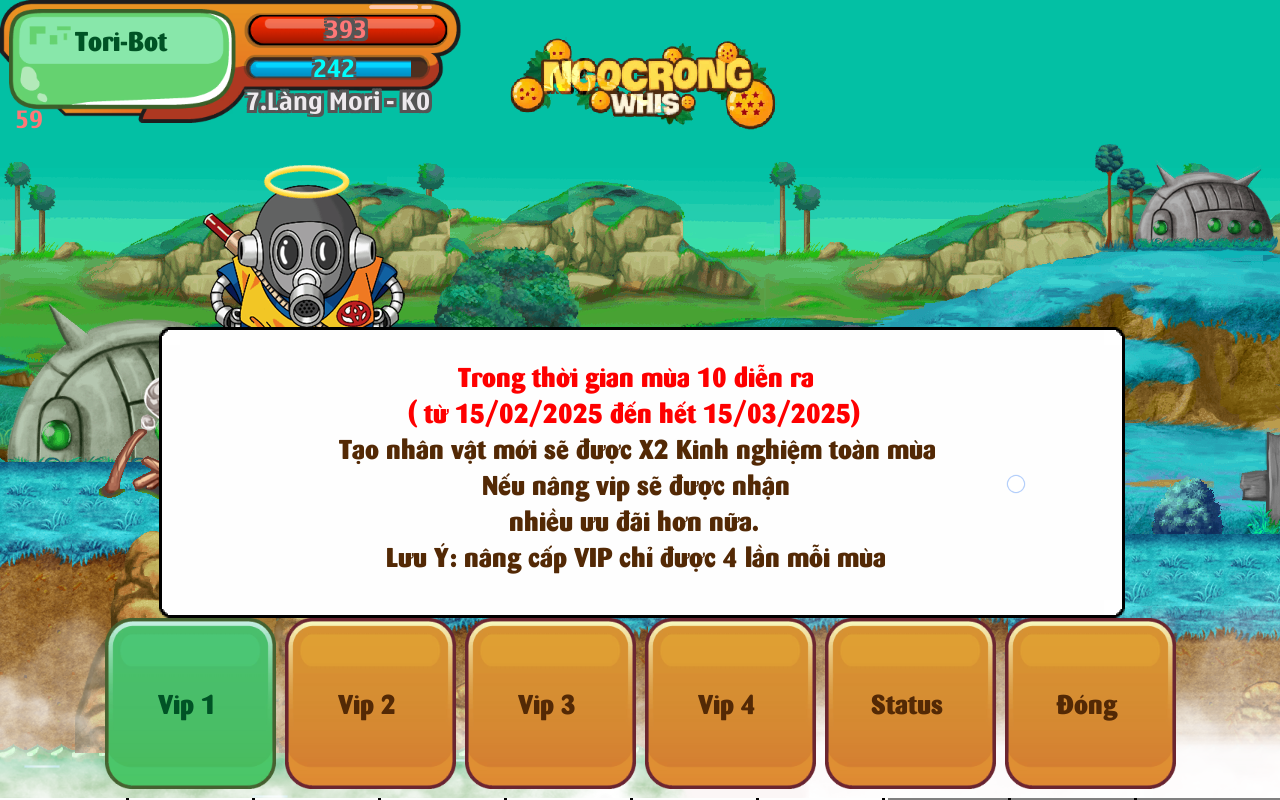 Tori-Bot
393
242
7.Làng Mori - K0
59
NGOCRONG
WHIS
Trong thời gian mùa 10 diễn ra
( từ 15/02/2025 đến hết 15/03/2025)
Tạo nhân vật mới sẽ được X2 Kinh nghiệm toàn mùa
Nếu nâng vip sẽ được nhận
nhiều ưu đãi hơn nữa.
Lưu Ý: nâng cấp VIP chỉ được 4 lần mỗi mùa
Vip 1
Vip 2
Vip 3
Vip 4
Status
Đóng